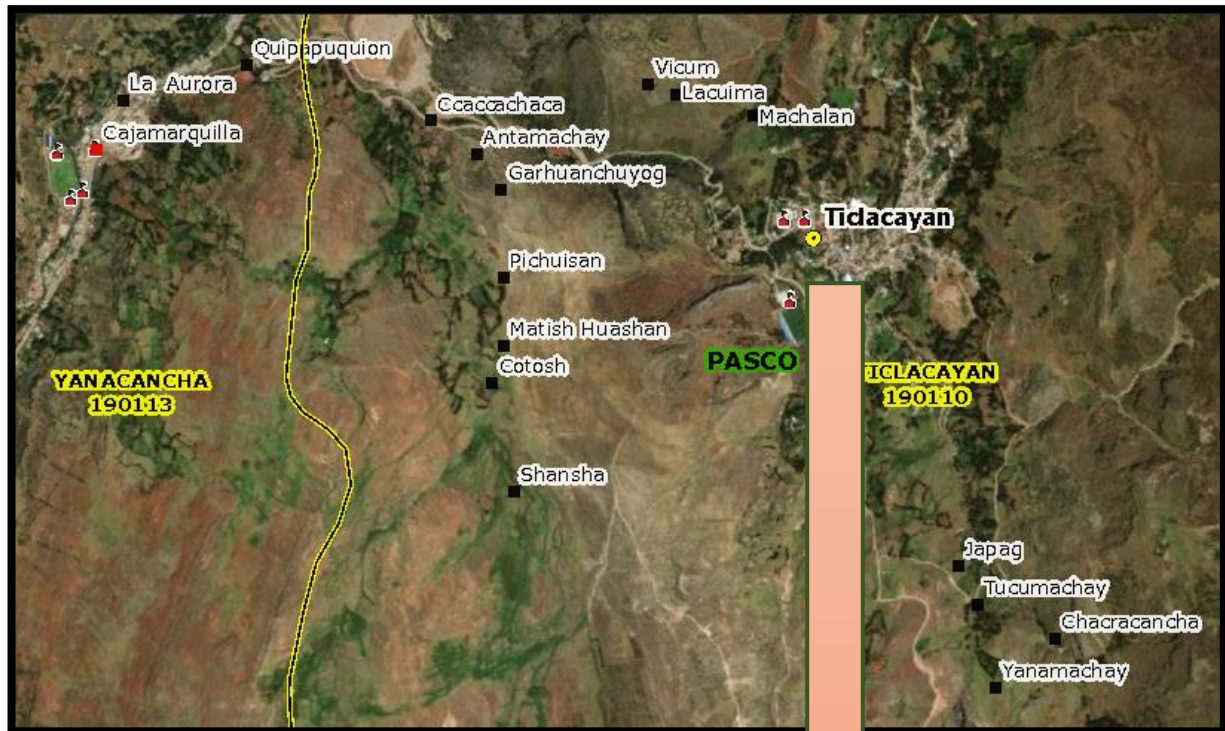 Quipapuquion
La Aurora
Cajamarquilla
Vicum
Lacuima
Machalan
Ccaccachaca
Antamachay
Garhuanchuyog
Ticlacayan
Pichuisan
Matish Huashan
Cotosh
PASCO
YANACANCHA
190113
TICLACAYAN
190110
Shansha
Japag
Tucumachay
Chacracancha
Yanamachay